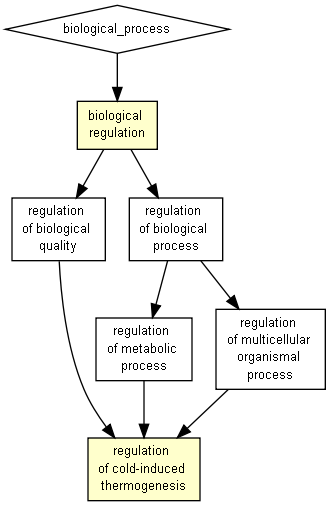 biological_process
biological
regulation
regulation
of biological
quality
regulation
of biological
process
regulation
of metabolic
process
regulation
of multicellular
organismal
process
regulation
of cold-induced
thermogenesis